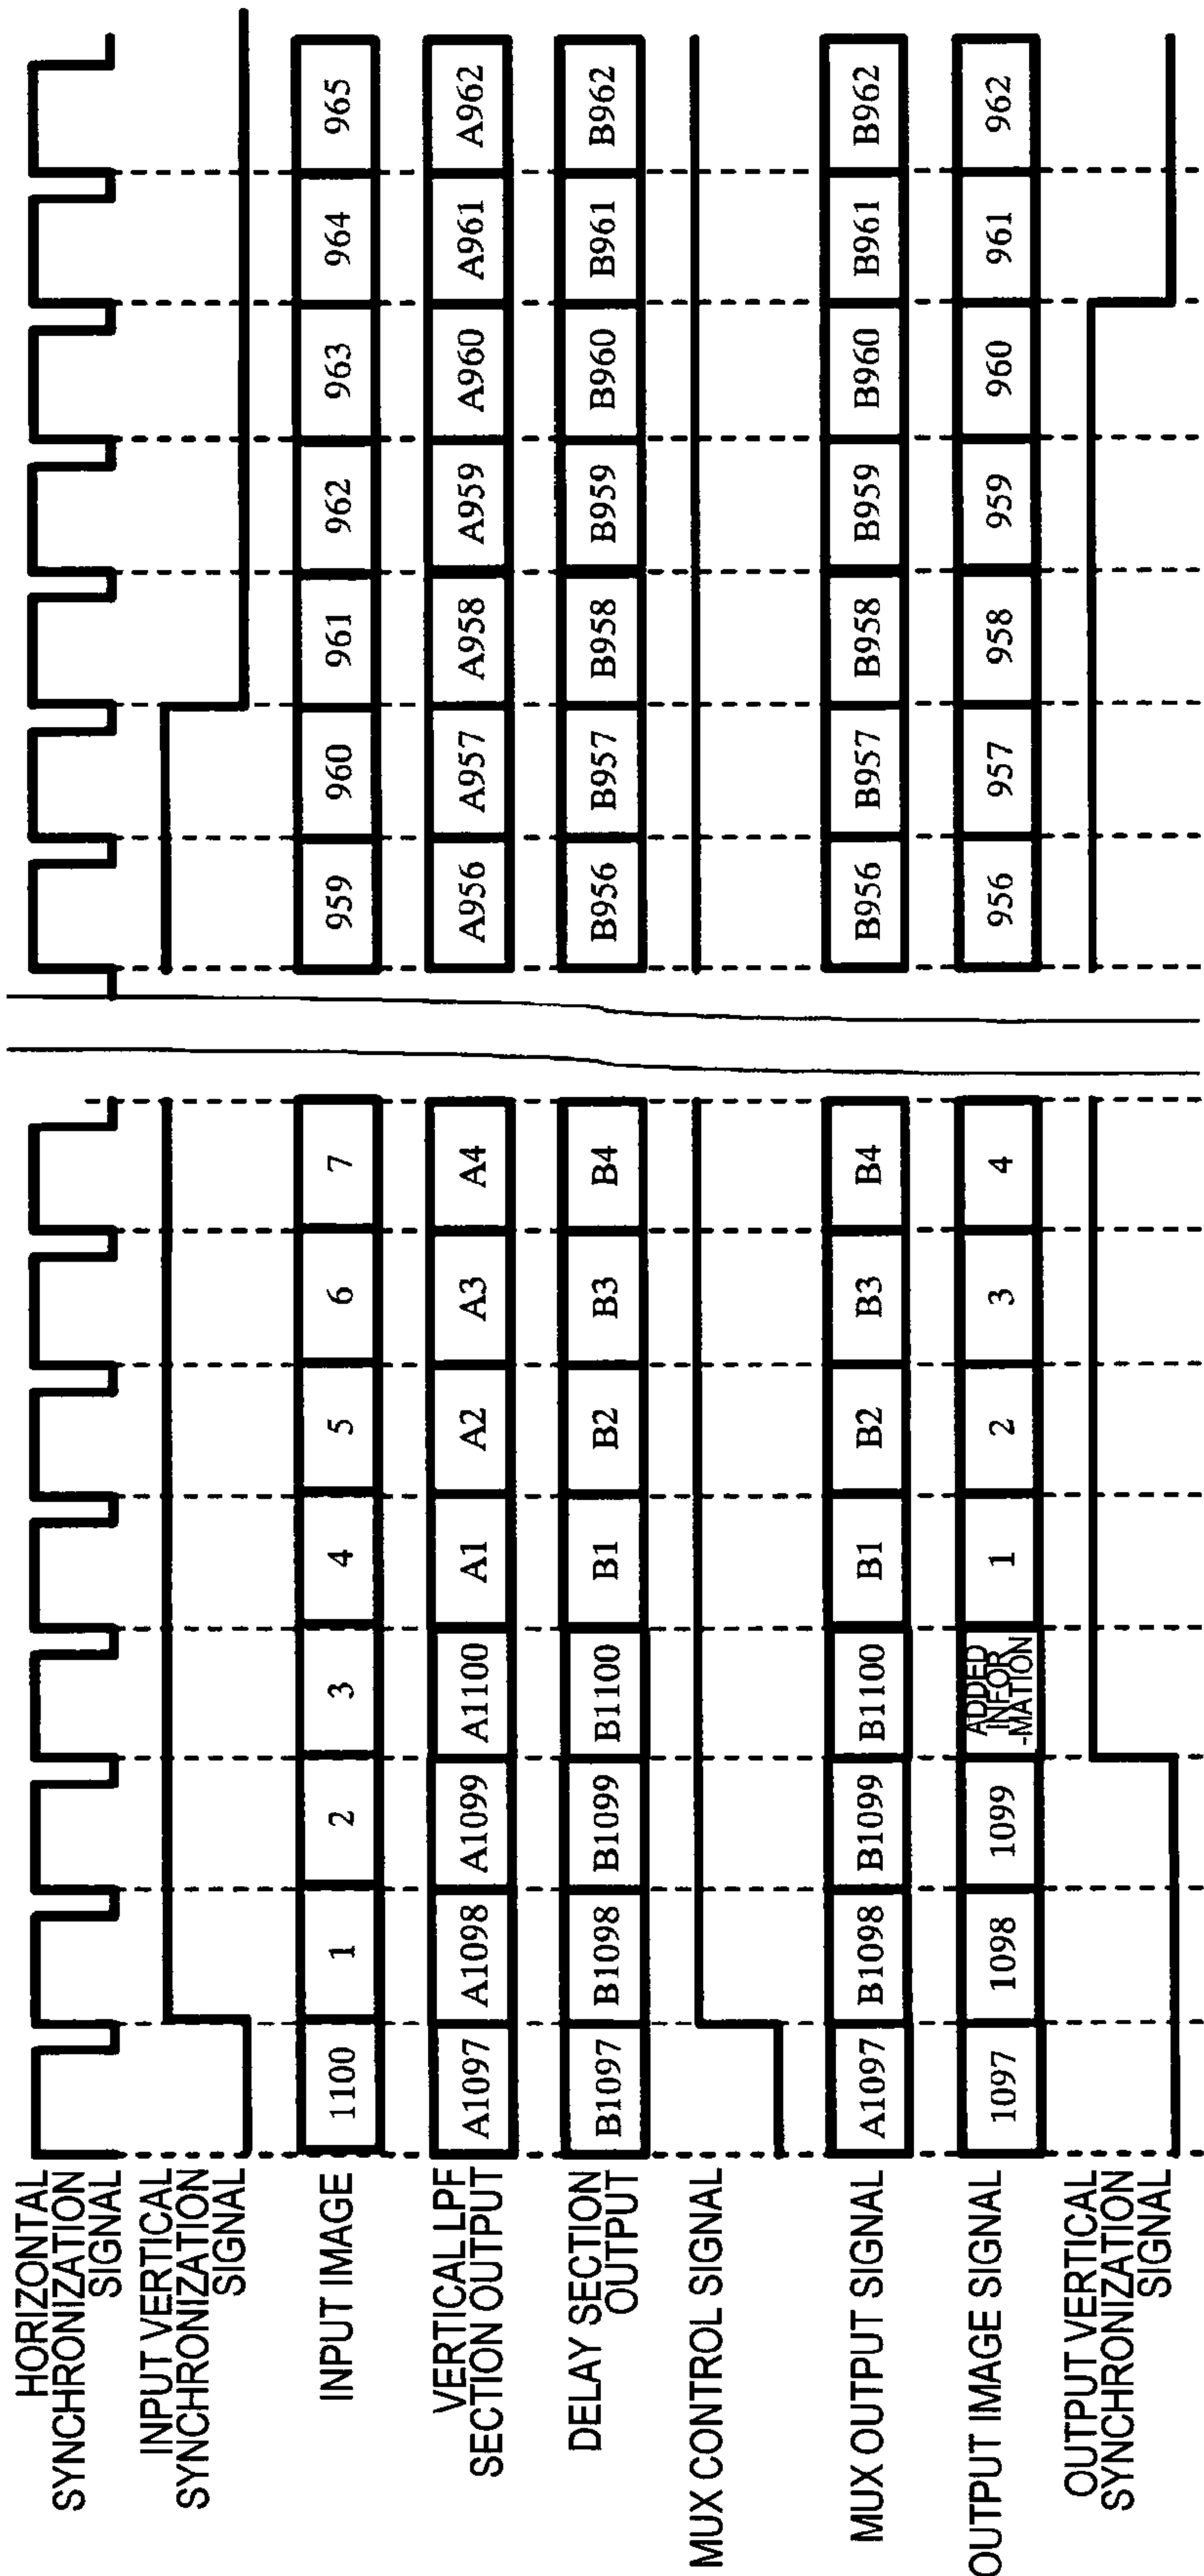 HORIZONTAL
SYNCHRONIZATION
SIGNAL
INPUT VERTICAL
SYNCHRONIZATION
SIGNAL
INPUT IMAGE
1100 1 2 3 4 5 6 7 959 960 961 962 963 964 965
VERTICAL LPF
SECTION OUTPUT
A1097 A1098 A1099 A1100 A1 A2 A3 A4 A956 A957 A958 A959 A960 A961 A962
DELAY SECTION
OUTPUT
B1097 B1098 B1099 B1100 B1 B2 B3 B4 B956 B957 B958 B959 B960 B961 B962
MUX CONTROL SIGNAL
MUX OUTPUT SIGNAL
A1097 B1098 B1099 B1100 B1 B2 B3 B4 B956 B957 B958 B959 B960 B961 B962
OUTPUT IMAGE SIGNAL
1097 1098 1099
ADDED
INFOR
-MATION
1 2 3 4 956 957 958 959 960 961 962
OUTPUT VERTICAL
SYNCHRONIZATION
SIGNAL